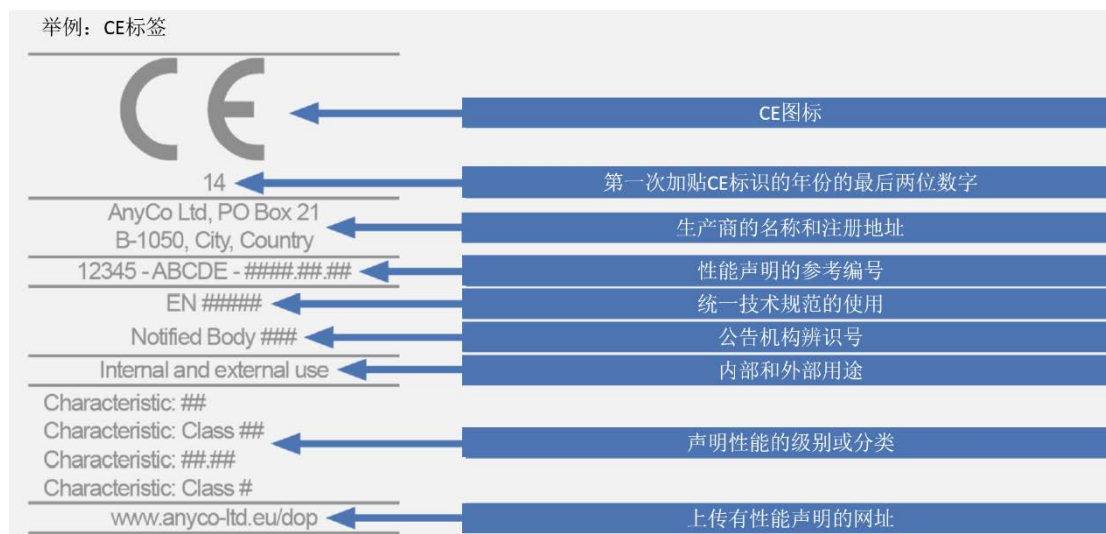 举例：CE标签
CE
CE图标
14
第一次加贴CE标识的年份的最后两位数字
AnyCo Ltd, PO Box 21
B-1050, City, Country
生产商的名称和注册地址
12345 - ABCDE - ####.##.##
性能声明的参考编号
EN #####
统一技术规范的使用
Notified Body ###
公告机构辨识号
Internal and external use
内部和外部用途
Characteristic: ##
Characteristic: Class ##
Characteristic: ##.##
Characteristic: Class #
声明性能的级别或分类
www.anyco-ltd.eu/dop
上传有性能声明的网址